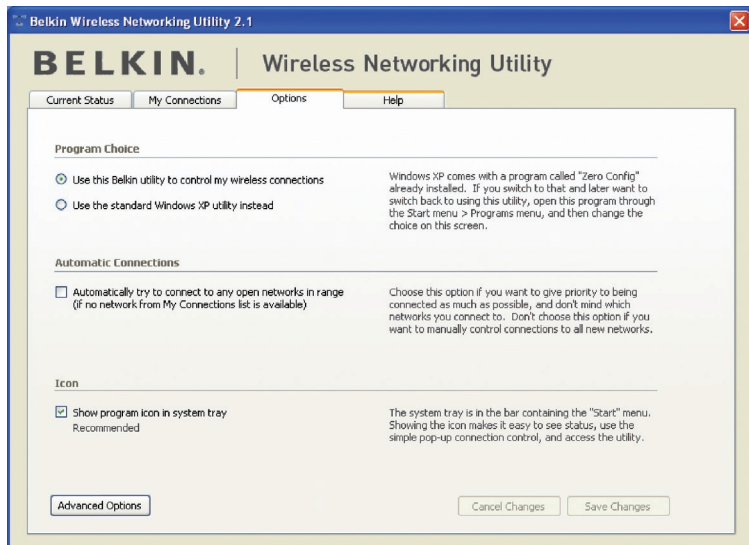 Belkin Wireless Networking Utility 2.1
BELKIN. | Wireless Networking Utility
Current Status My Connections Options Help
Program Choice
Use this Belkin utility to control my wireless connections
Use the standard Windows XP utility instead
Windows XP comes with a program called "Zero Config"
already installed. If you switch to that and later want to
switch back to using this utility, open this program through
the Start menu > Programs menu, and then change the
choice on this screen.
Automatic Connections
Automatically try to connect to any open networks in range
(if no network from My Connections list is available)
Choose this option if you want to give priority to being
connected as much as possible, and don't mind which
networks you connect to. Don't choose this option if you
want to manually control connections to all new networks.
Icon
Show program icon in system tray
Recommended
The system tray is in the bar containing the "Start" menu.
Showing the icon makes it easy to see status, use the
simple pop-up connection control, and access the utility.
Advanced Options Cancel Changes Save Changes